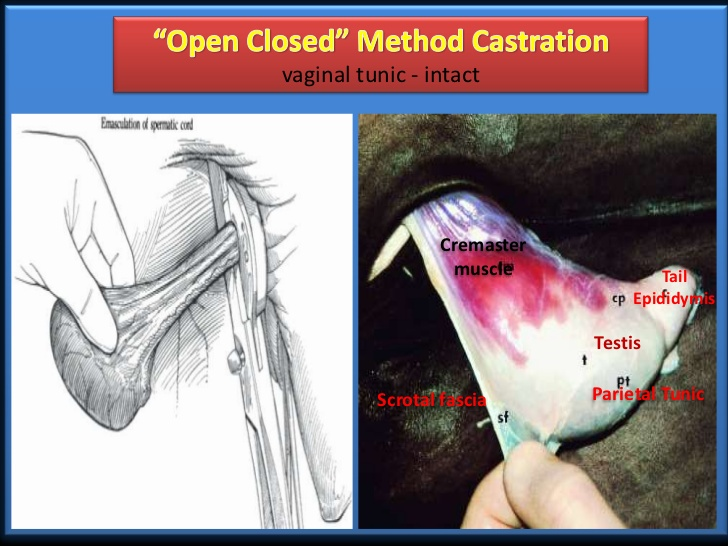 “Open Closed” Method Castration
vaginal tunic - intact
Emasculation of spermatic cord
Cremaster
muscle
Tail
Epididymis
cp
Testis
t
pt
Parietal Tunic
Scrotal fascia
sf